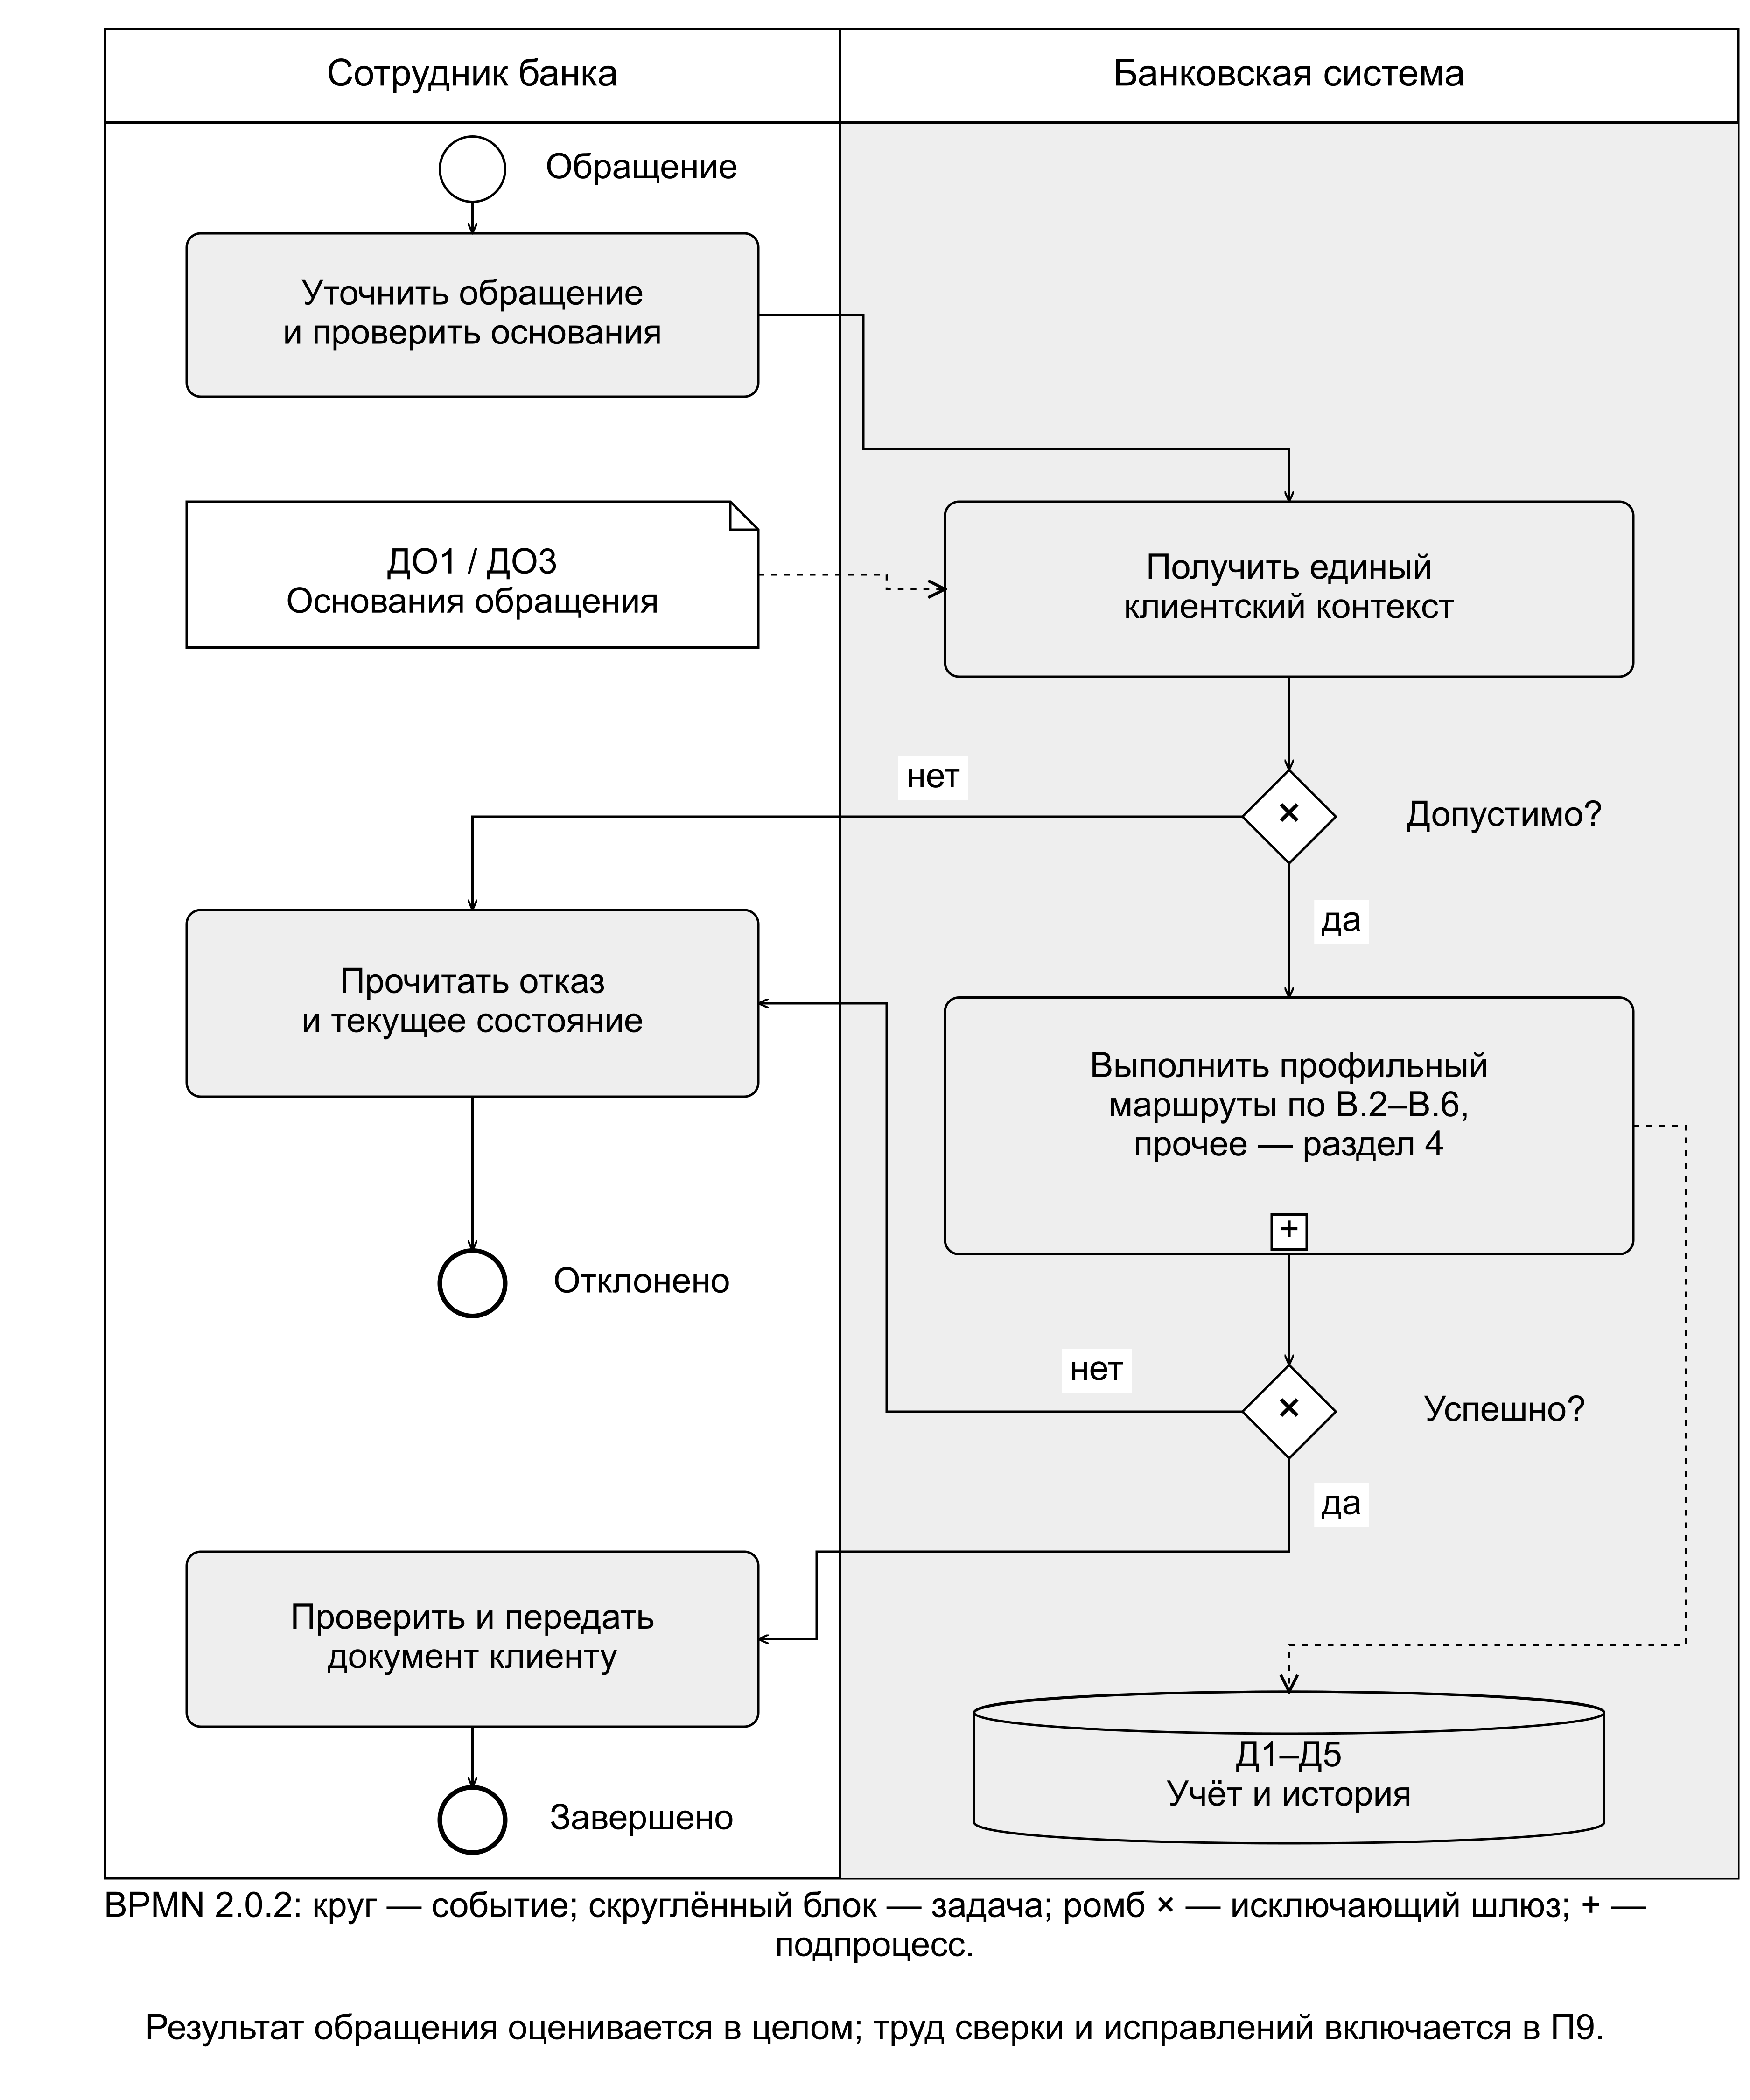 Сотрудник банка
Банковская система
Обращение
Уточнить обращение
и проверить основания
ДО1 / ДО3
Основания обращения
Получить единый
клиентский контекст
нет
×
Допустимо?
да
Прочитать отказ
и текущее состояние
Выполнить профильный
маршруты по В.2–В.6,
прочее — раздел 4
+
Отклонено
нет
×
Успешно?
да
Проверить и передать
документ клиенту
Д1–Д5
Учёт и история
Завершено
BPMN 2.0.2: круг — событие; скруглённый блок — задача; ромб × — исключающий шлюз; + —
подпроцесс.
Результат обращения оценивается в целом; труд сверки и исправлений включается в П9.